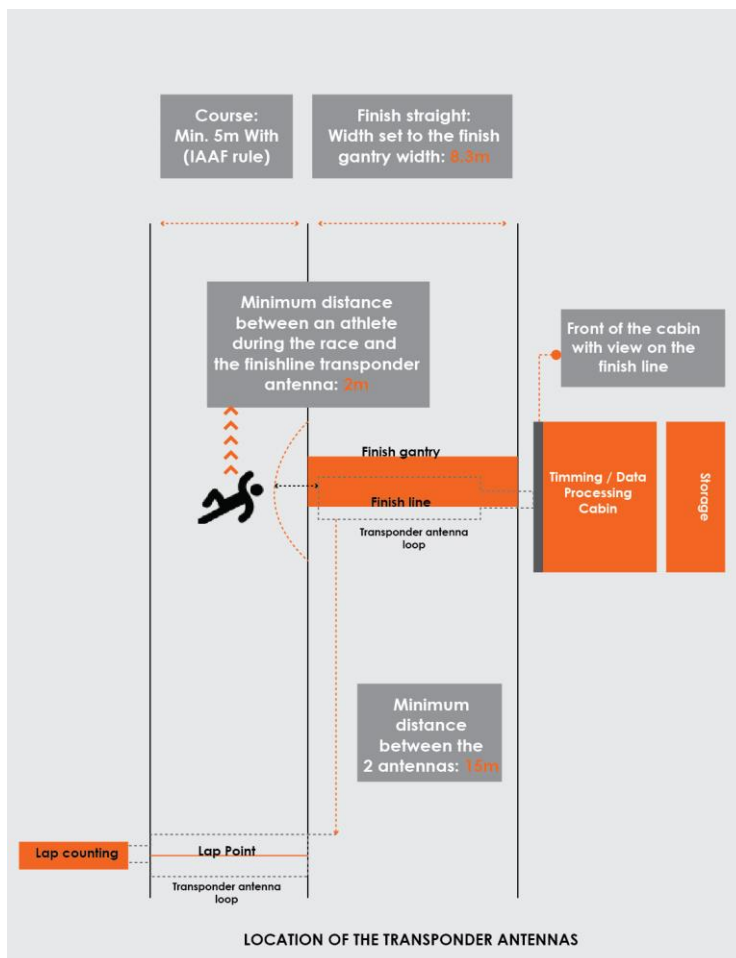 Course:
Min. 5m With
(IAAF rule)
Finish straight:
Width set to the finish
gantry width: 8.3m
Minimum distance
between an athlete
during the race and
the finishline transponder
antenna: 2m
Front of the cabin
with view on the
finish line
Finish gantry
Finish line
Transponder antenna
loop
Timming / Data
Processing
Cabin
Storage
Minimum
distance
between the
2 antennas: 15m
Lap counting
Lap Point
Transponder antenna
loop
LOCATION OF THE TRANSPONDER ANTENNAS